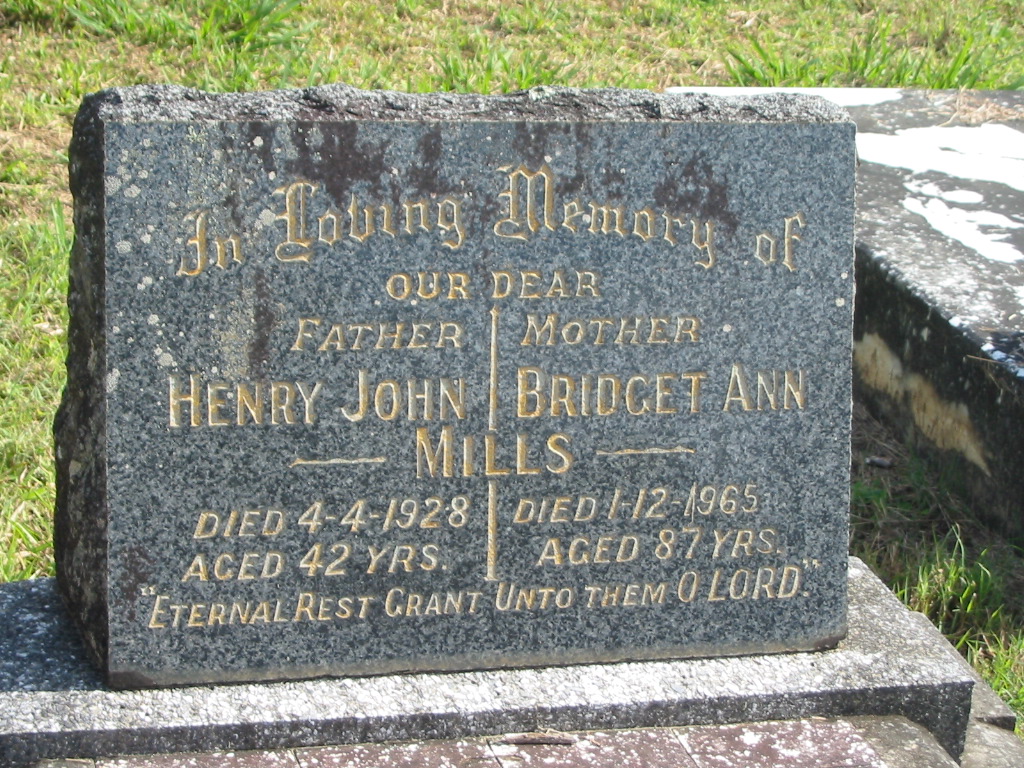 In Loving Memory of
OUR DEAR
FATHER MOTHER
HENRY JOHN BRIDGET ANN
MILLS
DIED 4-4-1928 DIED 1-12-1965
AGED 42 YRS. AGED 87 YRS.
"ETERNAL REST GRANT UNTO THEM O LORD."